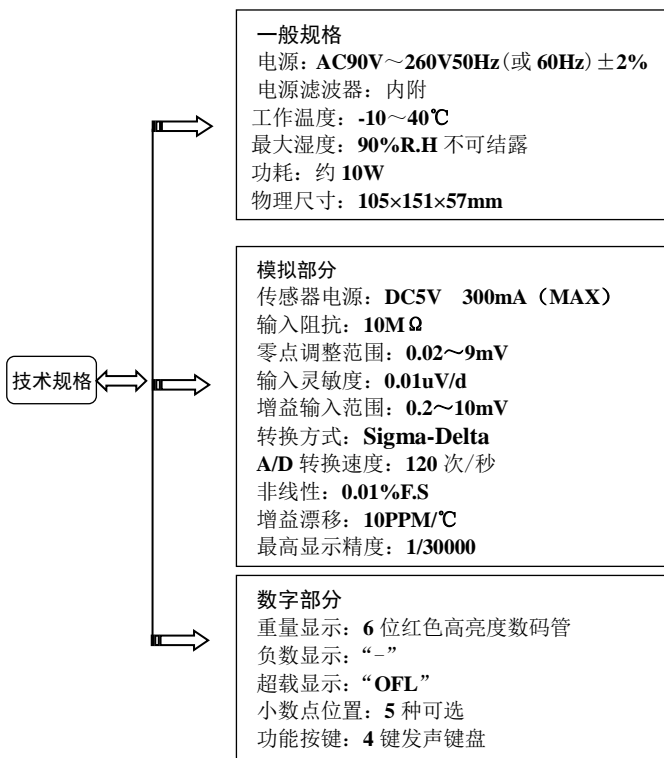 一般规格
电源：AC90V～260V50Hz(或 60Hz)±2%
电源滤波器：内附
工作温度：-10～40℃
最大湿度：90%R.H 不可结露
功耗：约 10W
物理尺寸：105×151×57mm
模拟部分
传感器电源：DC5V 300mA（MAX）
输入阻抗：10MΩ
零点调整范围：0.02～9mV
输入灵敏度：0.01uV/d
增益输入范围：0.2～10mV
技术规格
转换方式：Sigma-Delta
A/D 转换速度：120 次/秒
非线性：0.01%F.S
增益漂移：10PPM/℃
最高显示精度：1/30000
数字部分
重量显示：6 位红色高亮度数码管
负数显示：“-”
超载显示：“OFL”
小数点位置：5 种可选
功能按键：4 键发声键盘